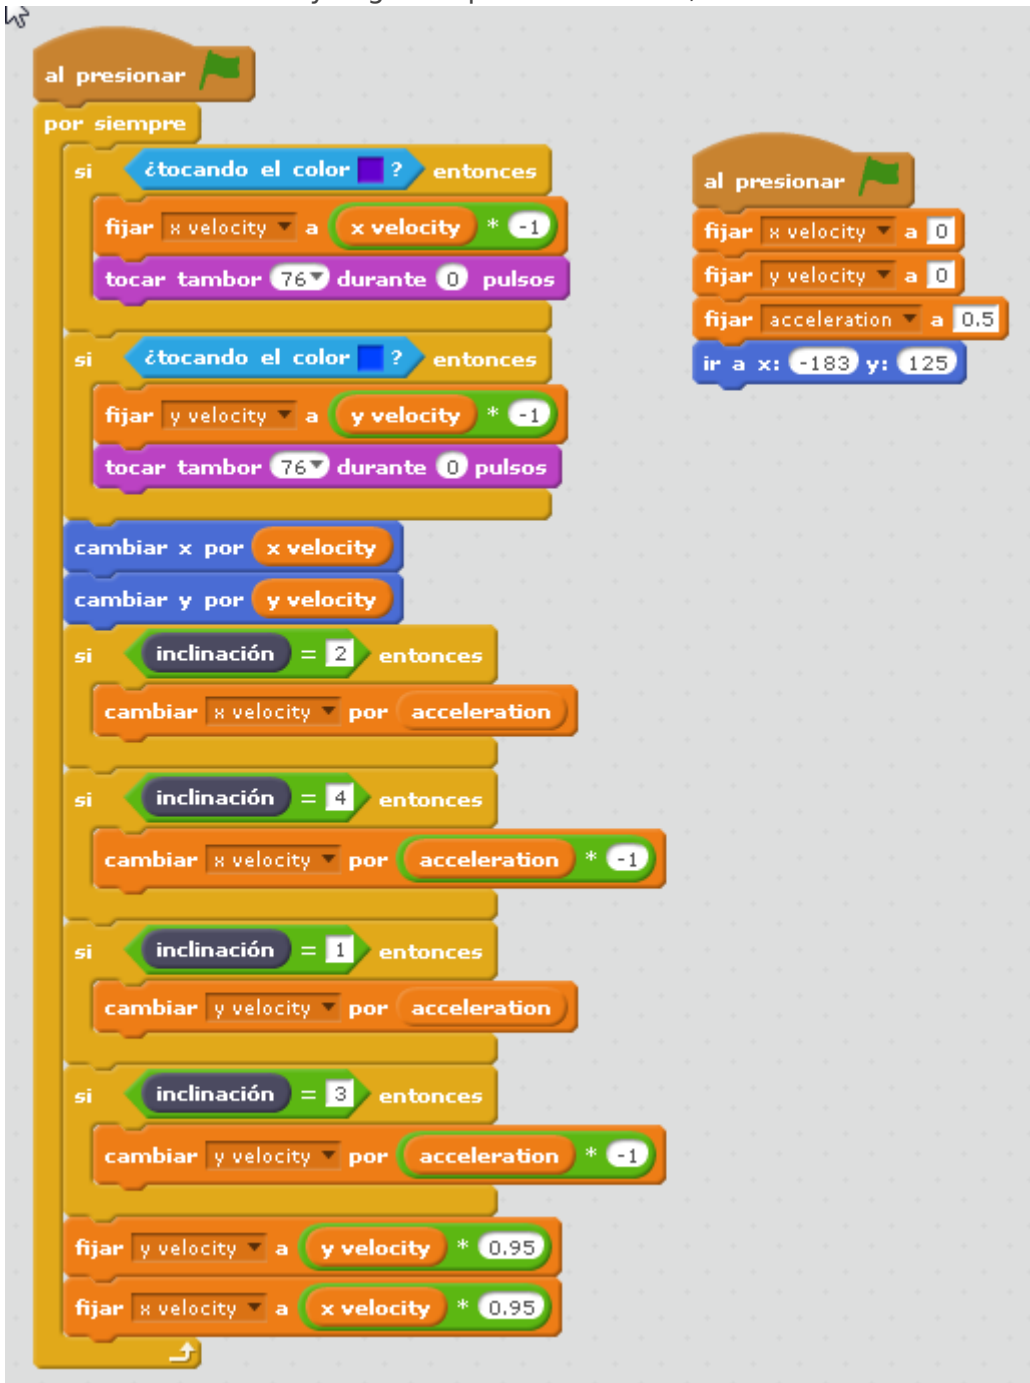 al presionar
por siempre
si ¿tocando el color ? entonces
fijar x velocity a x velocity * -1
tocar tambor 76 durante 0 pulsos
si ¿tocando el color ? entonces
fijar y velocity a y velocity * -1
tocar tambor 76 durante 0 pulsos
cambiar x por x velocity
cambiar y por y velocity
si inclinación = 2 entonces
cambiar x velocity por acceleration
si inclinación = 4 entonces
cambiar x velocity por acceleration * -1
si inclinación = 1 entonces
cambiar y velocity por acceleration
si inclinación = 3 entonces
cambiar y velocity por acceleration * -1
fijar y velocity a y velocity * 0.95
fijar x velocity a x velocity * 0.95
al presionar
fijar x velocity a 0
fijar y velocity a 0
fijar acceleration a 0.5
ir a x: -183 y: 125